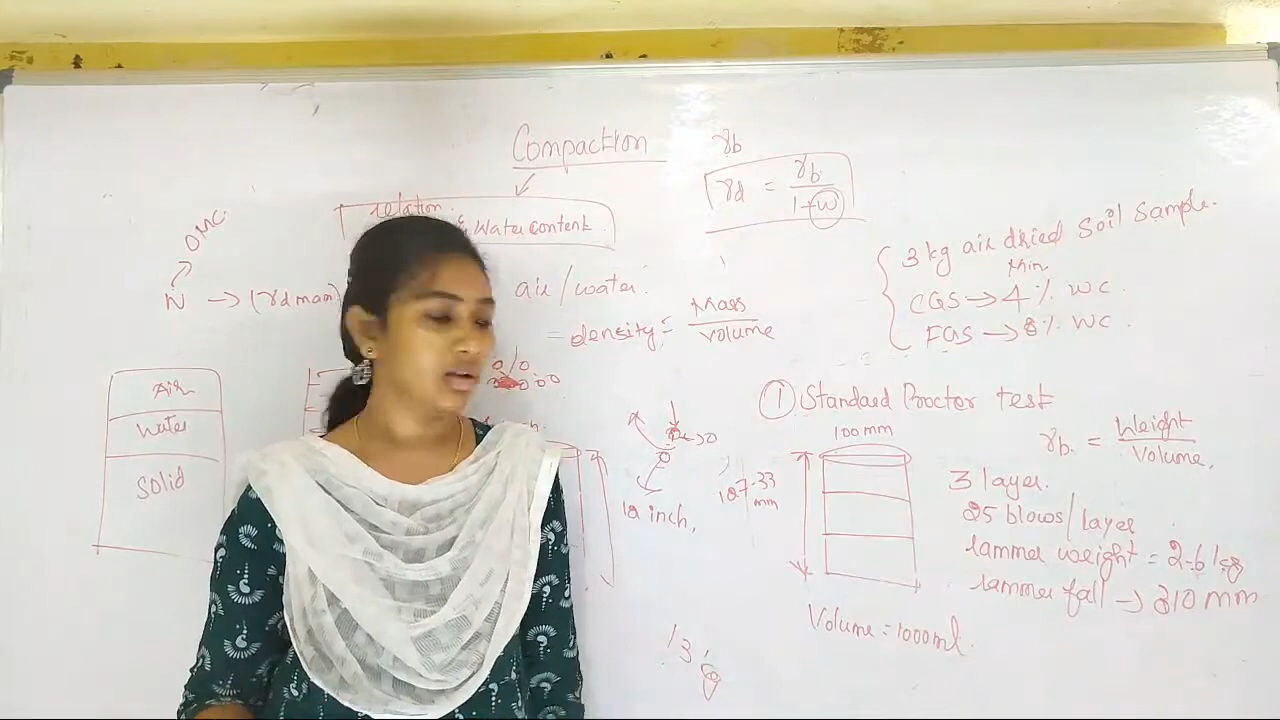 Compaction
γb
γd = γb / 1+w
relation
& Water content
OMC
N → (γd max)
air/water
= density = Mass / Volume
3 kg air dried Soil Sample.
Min
CGS → 4 % WC.
FGS → 8 % WC.
Air
Water
Solid
12 inch,
① Standard Proctor test
100 mm
127.33
mm
γb = Weight / Volume,
3 layer.
25 blows/layer
rammer weight = 2.6 kg
rammer fall → 310 mm
Volume = 1000 ml.